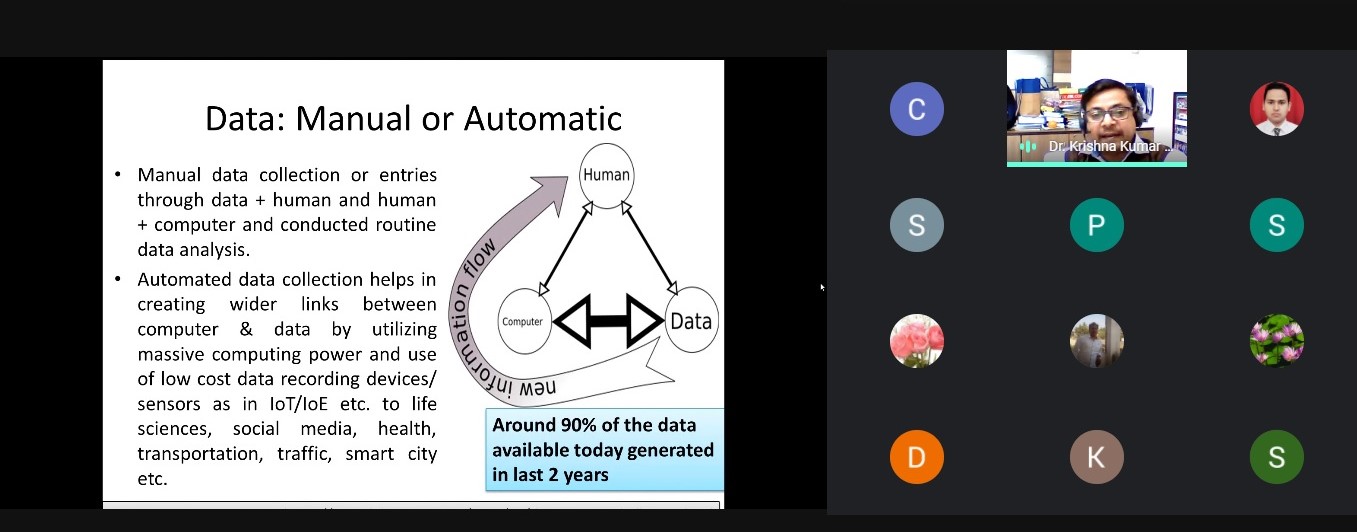 Data: Manual or Automatic
• Manual data collection or entries
through data + human and human
+ computer and conducted routine
data analysis.
• Automated data collection helps in
creating wider links between
computer & data by utilizing
massive computing power and use
of low cost data recording devices/
sensors as in IoT/IoE etc. to life
sciences, social media, health,
transportation, traffic, smart city
etc.
Human
Computer
Data
new information flow
Around 90% of the data
available today generated
in last 2 years
C
Dr. Krishna Kumar ...
S
P
S
D
K
S